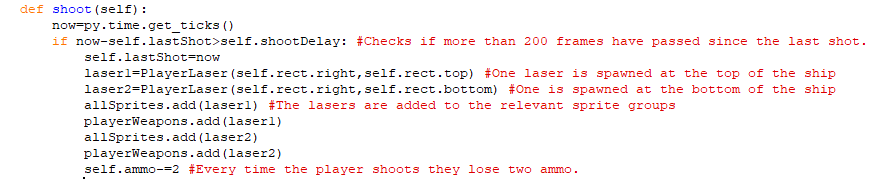 def shoot(self):
    now=py.time.get_ticks()
    if now-self.lastShot>self.shootDelay: #Checks if more than 200 frames have passed since the last shot.
        self.lastShot=now
        laser1=PlayerLaser(self.rect.right,self.rect.top) #One laser is spawned at the top of the ship
        laser2=PlayerLaser(self.rect.right,self.rect.bottom) #One is spawned at the bottom of the ship
        allSprites.add(laser1) #The lasers are added to the relevant sprite groups
        playerWeapons.add(laser1)
        allSprites.add(laser2)
        playerWeapons.add(laser2)
        self.ammo-=2 #Every time the player shoots they lose two ammo.